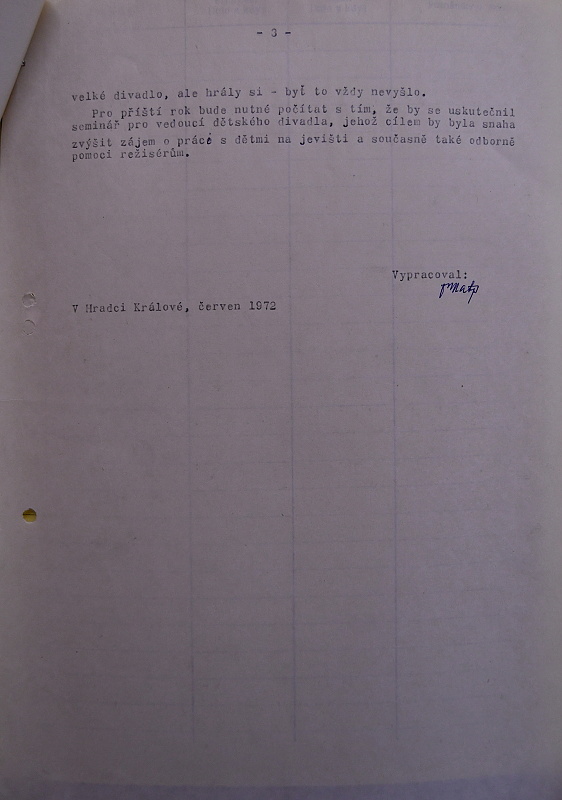 - 3 -
velké divadlo, ale hrály si - byť to vždy nevyšlo.
Pro příští rok bude nutné počítat s tím, že by se uskutečnil
seminář pro vedoucí dětského divadla, jehož cílem by byla snaha
zvýšit zájem o práci s dětmi na jevišti a současně také odborně
pomoci režisérům.
Vypracoval:
V Hradci Králové, červen 1972